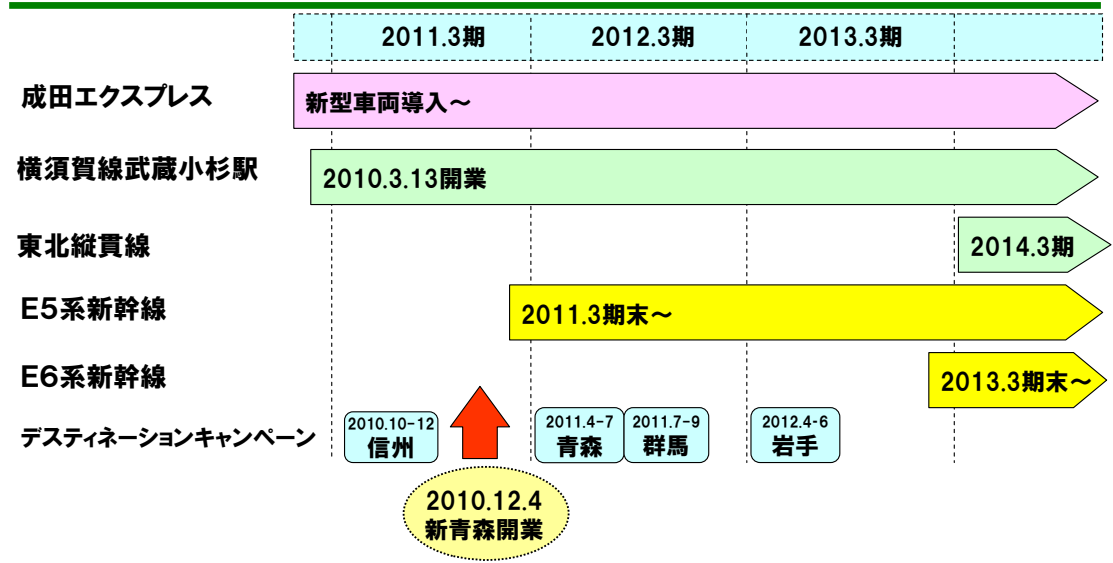 2011.3期 2012.3期 2013.3期
成田エクスプレス
新型車両導入～
横須賀線武蔵小杉駅
2010.3.13開業
東北縦貫線
2014.3期
E5系新幹線
2011.3期末～
E6系新幹線
2013.3期末～
デスティネーションキャンペーン
2010.10-12
信州
2011.4-7
青森
2011.7-9
群馬
2012.4-6
岩手
2010.12.4
新青森開業